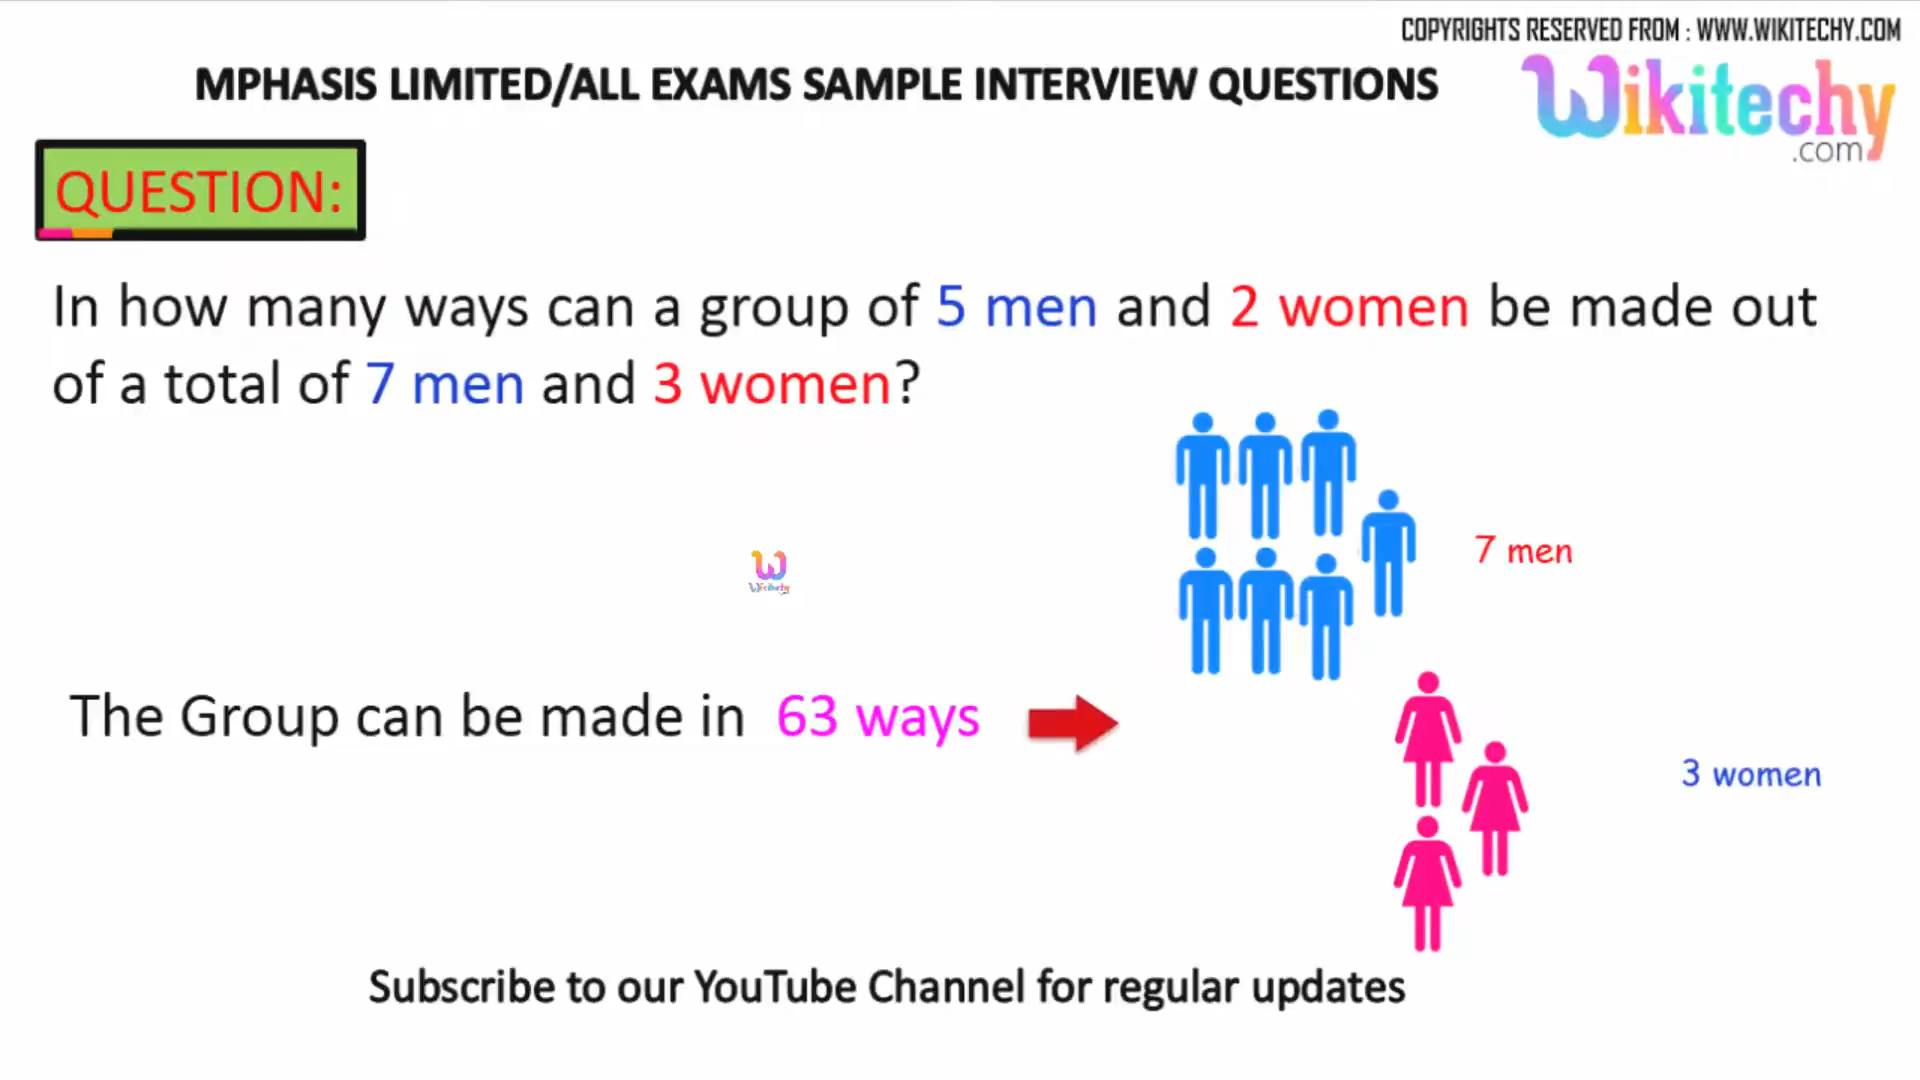 COPYRIGHTS RESERVED FROM : WWW.WIKITECHY.COM
MPHASIS LIMITED/ALL EXAMS SAMPLE INTERVIEW QUESTIONS
Wikitechy
.com
QUESTION:
In how many ways can a group of 5 men and 2 women be made out
of a total of 7 men and 3 women?
7 men
W
Wikitechy
The Group can be made in 63 ways
3 women
Subscribe to our YouTube Channel for regular updates